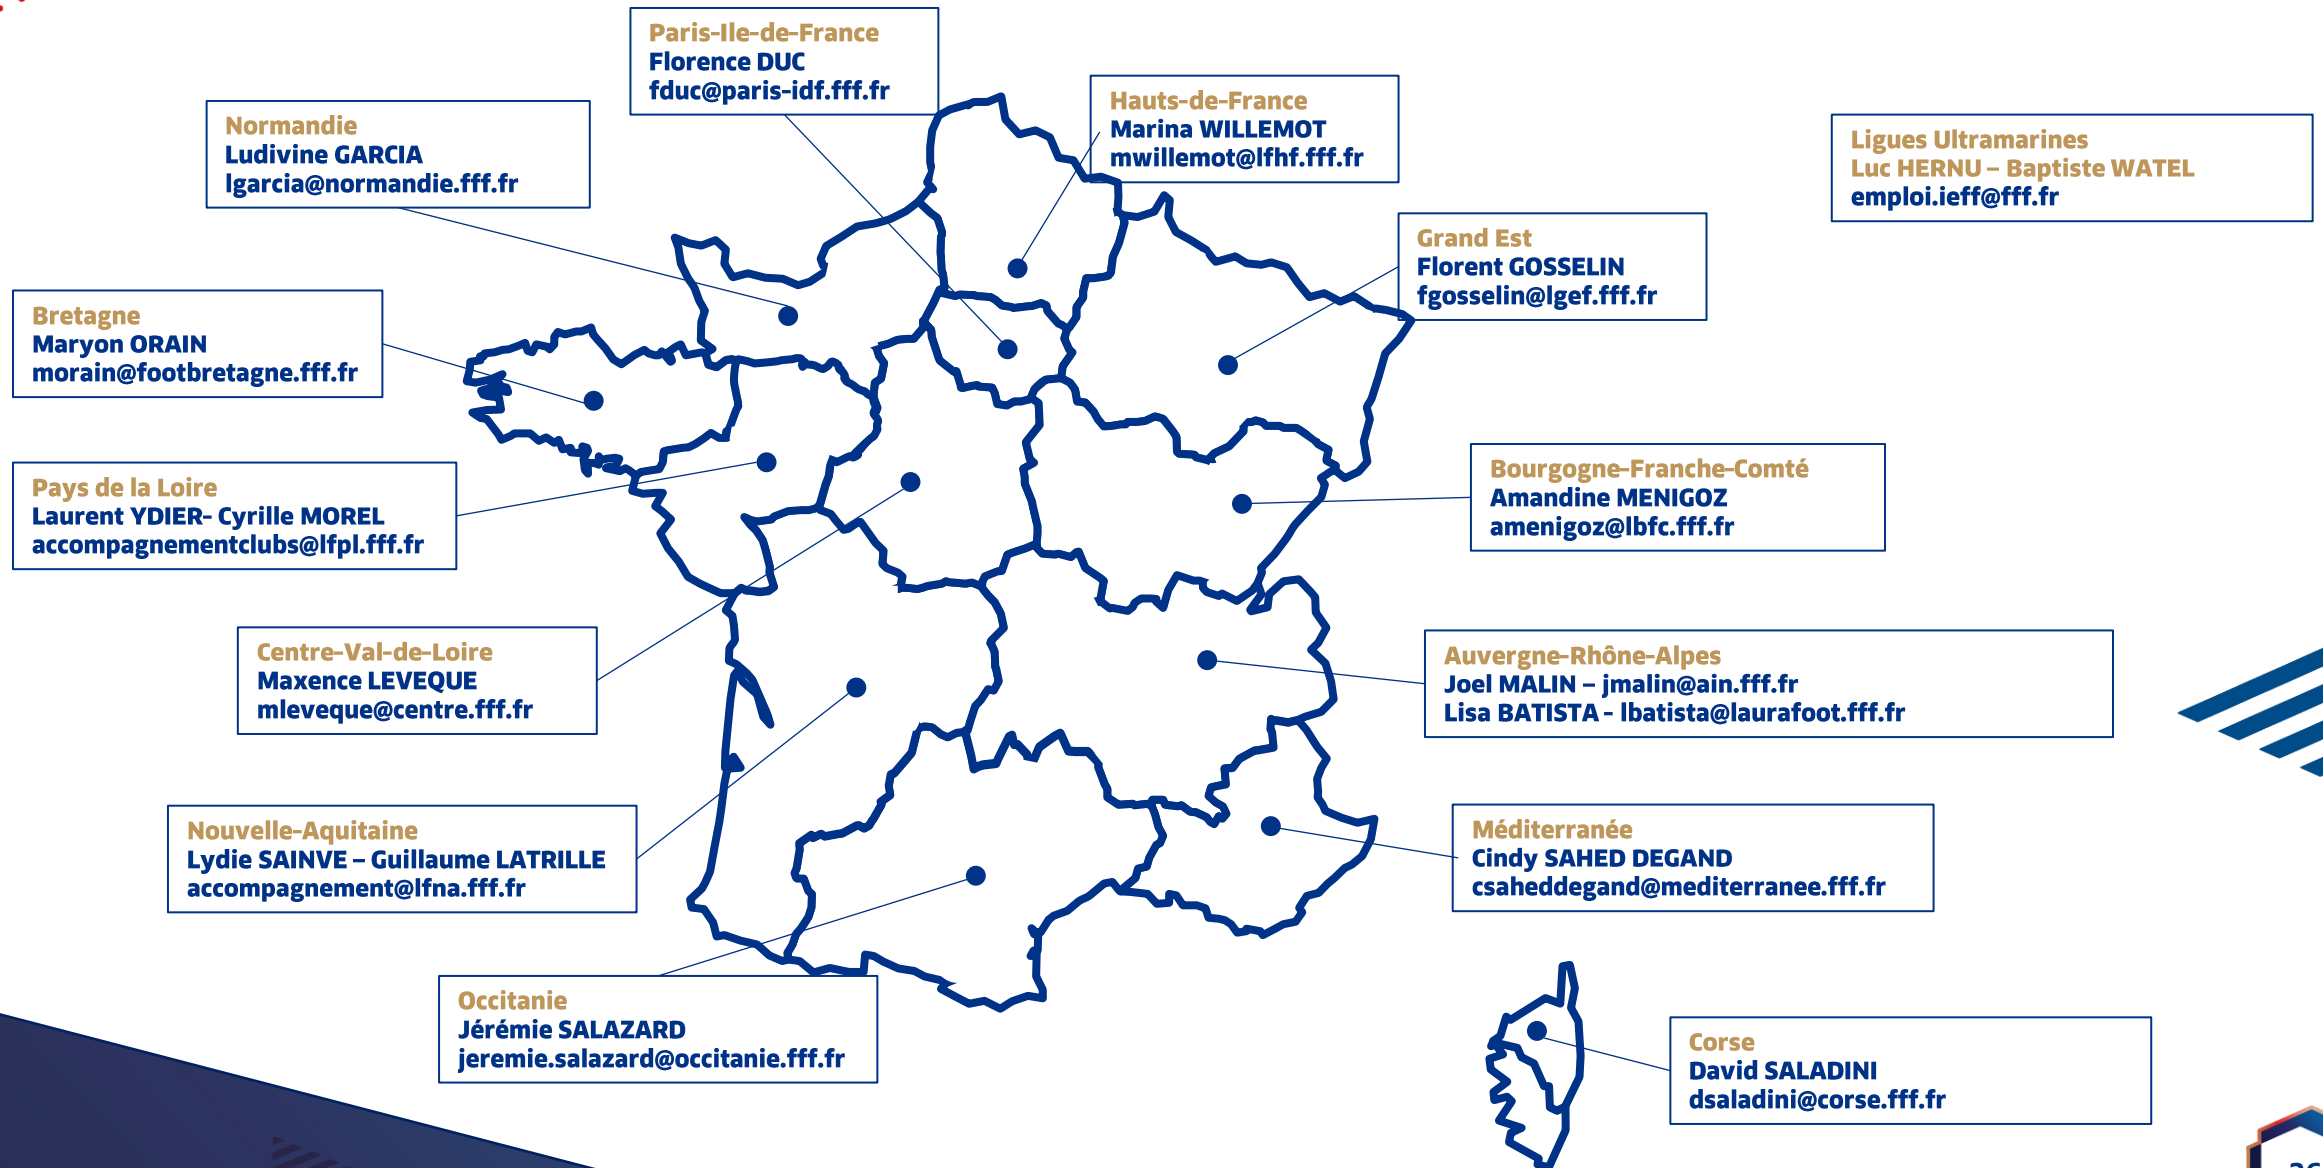 Paris-Ile-de-France
Florence DUC
fduc@paris-idf.fff.fr
Hauts-de-France
Marina WILLEMOT
mwillemot@lfhf.fff.fr
Normandie
Ludivine GARCIA
lgarcia@normandie.fff.fr
Ligues Ultramarines
Luc HERNU – Baptiste WATEL
emploi.ieff@fff.fr
Grand Est
Florent GOSSELIN
fgosselin@lgef.fff.fr
Bretagne
Maryon ORAIN
morain@footbretagne.fff.fr
Pays de la Loire
Laurent YDIER- Cyrille MOREL
accompagnementclubs@lfpl.fff.fr
Bourgogne-Franche-Comté
Amandine MENIGOZ
amenigoz@lbfc.fff.fr
Centre-Val-de-Loire
Maxence LEVEQUE
mleveque@centre.fff.fr
Auvergne-Rhône-Alpes
Joel MALIN – jmalin@ain.fff.fr
Lisa BATISTA - lbatista@laurafoot.fff.fr
Nouvelle-Aquitaine
Lydie SAINVE – Guillaume LATRILLE
accompagnement@lfna.fff.fr
Méditerranée
Cindy SAHED DEGAND
csaheddegand@mediterranee.fff.fr
Occitanie
Jérémie SALAZARD
jeremie.salazard@occitanie.fff.fr
Corse
David SALADINI
dsaladini@corse.fff.fr